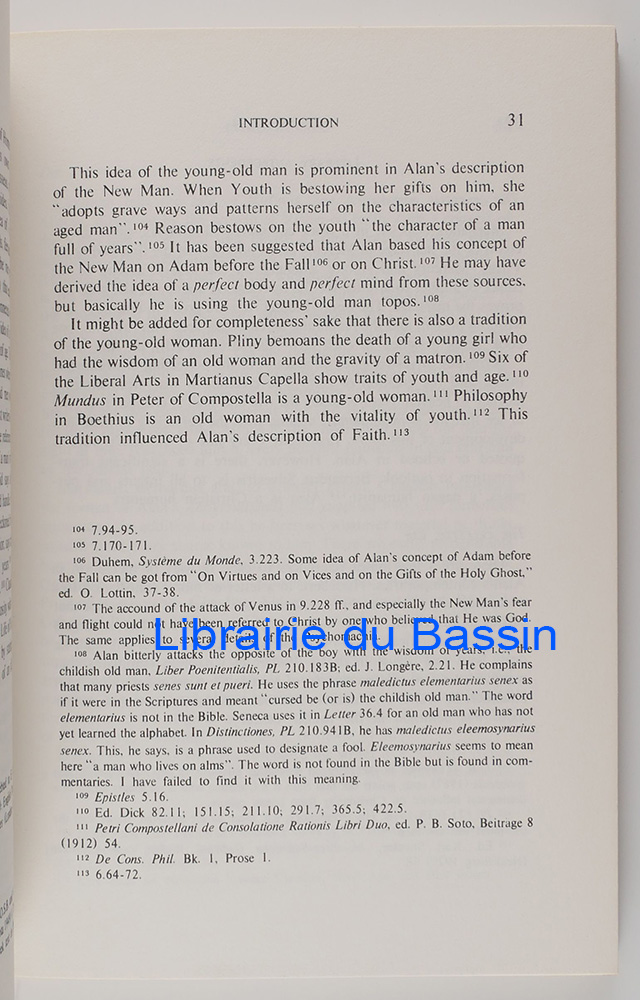 INTRODUCTION 31
This idea of the young-old man is prominent in Alan's description
of the New Man. When Youth is bestowing her gifts on him, she
"adopts grave ways and patterns herself on the characteristics of an
aged man".¹⁰⁴ Reason bestows on the youth "the character of a man
full of years".¹⁰⁵ It has been suggested that Alan based his concept of
the New Man on Adam before the Fall¹⁰⁶ or on Christ.¹⁰⁷ He may have
derived the idea of a perfect body and perfect mind from these sources,
but basically he is using the young-old man topos.¹⁰⁸
It might be added for completeness' sake that there is also a tradition
of the young-old woman. Pliny bemoans the death of a young girl who
had the wisdom of an old woman and the gravity of a matron.¹⁰⁹ Six of
the Liberal Arts in Martianus Capella show traits of youth and age.¹¹⁰
Mundus in Peter of Compostella is a young-old woman.¹¹¹ Philosophy
in Boethius is an old woman with the vitality of youth.¹¹² This
tradition influenced Alan's description of Faith.¹¹³
¹⁰⁴ 7.94-95.
¹⁰⁵ 7.170-171.
¹⁰⁶ Duhem, Système du Monde, 3.223. Some idea of Alan's concept of Adam before
the Fall can be got from "On Virtues and on Vices and on the Gifts of the Holy Ghost,"
ed. O. Lottin, 37-38.
¹⁰⁷ The accound of the attack of Venus in 9.228 ff., and especially the New Man's fear
and flight could not have been referred to Christ by one who believed that He was God.
The same applies to several details of the Psychomachia.
Librairie du Bassin
¹⁰⁸ Alan bitterly attacks the opposite of the boy with the wisdom of years, i.e., the
childish old man, Liber Poenitentialis, PL 210.183B; ed. J. Longère, 2.21. He complains
that many priests senes sunt et pueri. He uses the phrase maledictus elementarius senex as
if it were in the Scriptures and meant "cursed be (or is) the childish old man." The word
elementarius is not in the Bible. Seneca uses it in Letter 36.4 for an old man who has not
yet learned the alphabet. In Distinctiones, PL 210.941B, he has maledictus eleemosynarius
senex. This, he says, is a phrase used to designate a fool. Eleemosynarius seems to mean
here "a man who lives on alms". The word is not found in the Bible but is found in com-
mentaries. I have failed to find it with this meaning.
¹⁰⁹ Epistles 5.16.
¹¹⁰ Ed. Dick 82.11; 151.15; 211.10; 291.7; 365.5; 422.5.
¹¹¹ Petri Compostellani de Consolatione Rationis Libri Duo, ed. P. B. Soto, Beitrage 8
(1912) 54.
¹¹² De Cons. Phil. Bk. 1, Prose 1.
¹¹³ 6.64-72.